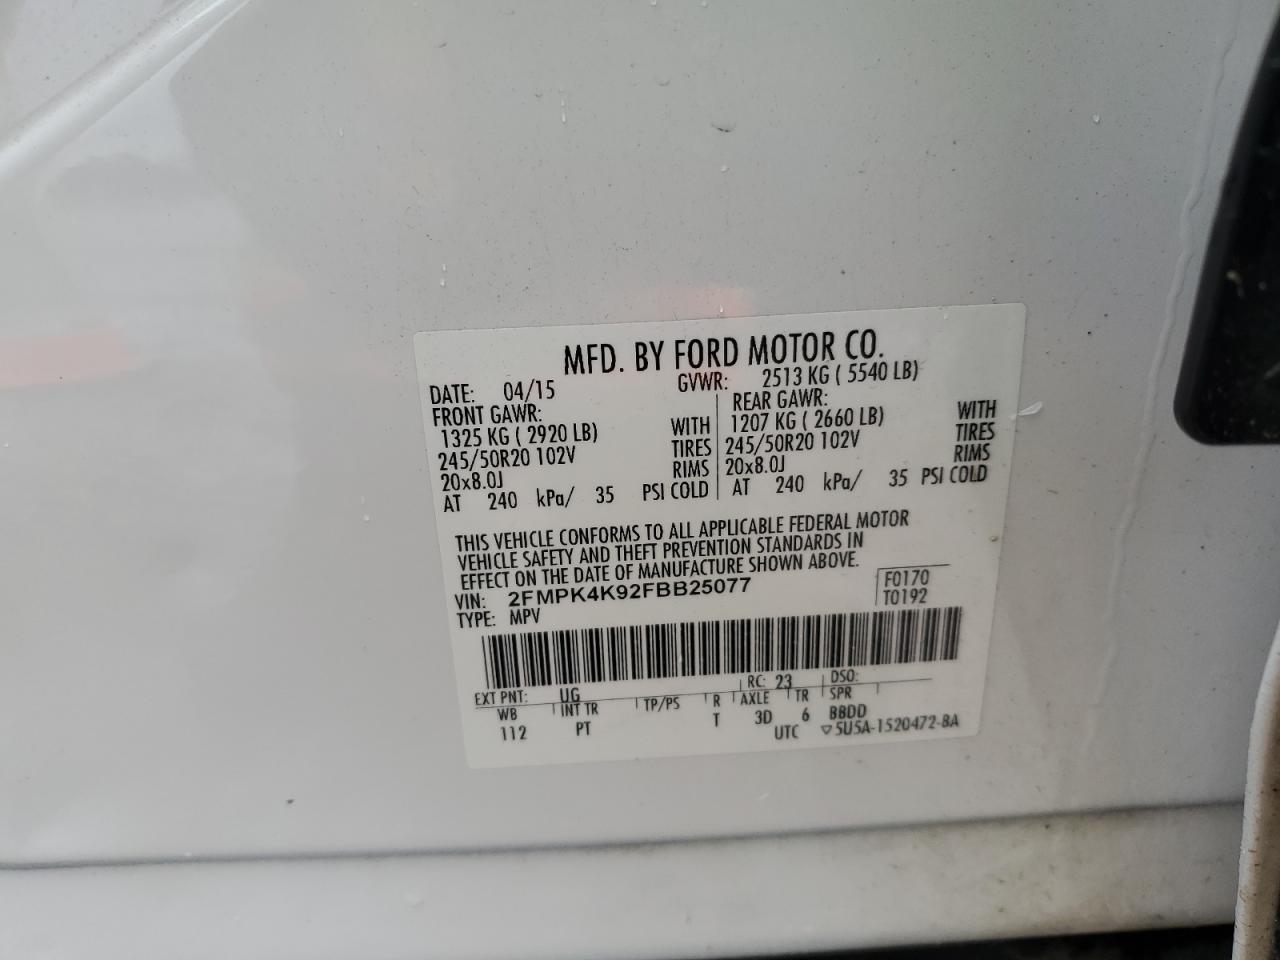 MFD. BY FORD MOTOR CO.
DATE: 04/15 GVWR: 2513 KG ( 5540 LB)
FRONT GAWR: REAR GAWR:
1325 KG ( 2920 LB) WITH 1207 KG ( 2660 LB) WITH
245/50R20 102V TIRES 245/50R20 102V TIRES
20x8.0J RIMS 20x8.0J RIMS
AT 240 kPa/ 35 PSI COLD AT 240 kPa/ 35 PSI COLD
THIS VEHICLE CONFORMS TO ALL APPLICABLE FEDERAL MOTOR
VEHICLE SAFETY AND THEFT PREVENTION STANDARDS IN
EFFECT ON THE DATE OF MANUFACTURE SHOWN ABOVE.
VIN: 2FMPK4K92FBB25077 F0170
TYPE: MPV T0192
EXT PNT: UG RC: 23 DSO:
WB INT TR TP/PS R AXLE TR SPR
112 PT T 3D 6 BBDD
UTC ▽5U5A-1520472-BA